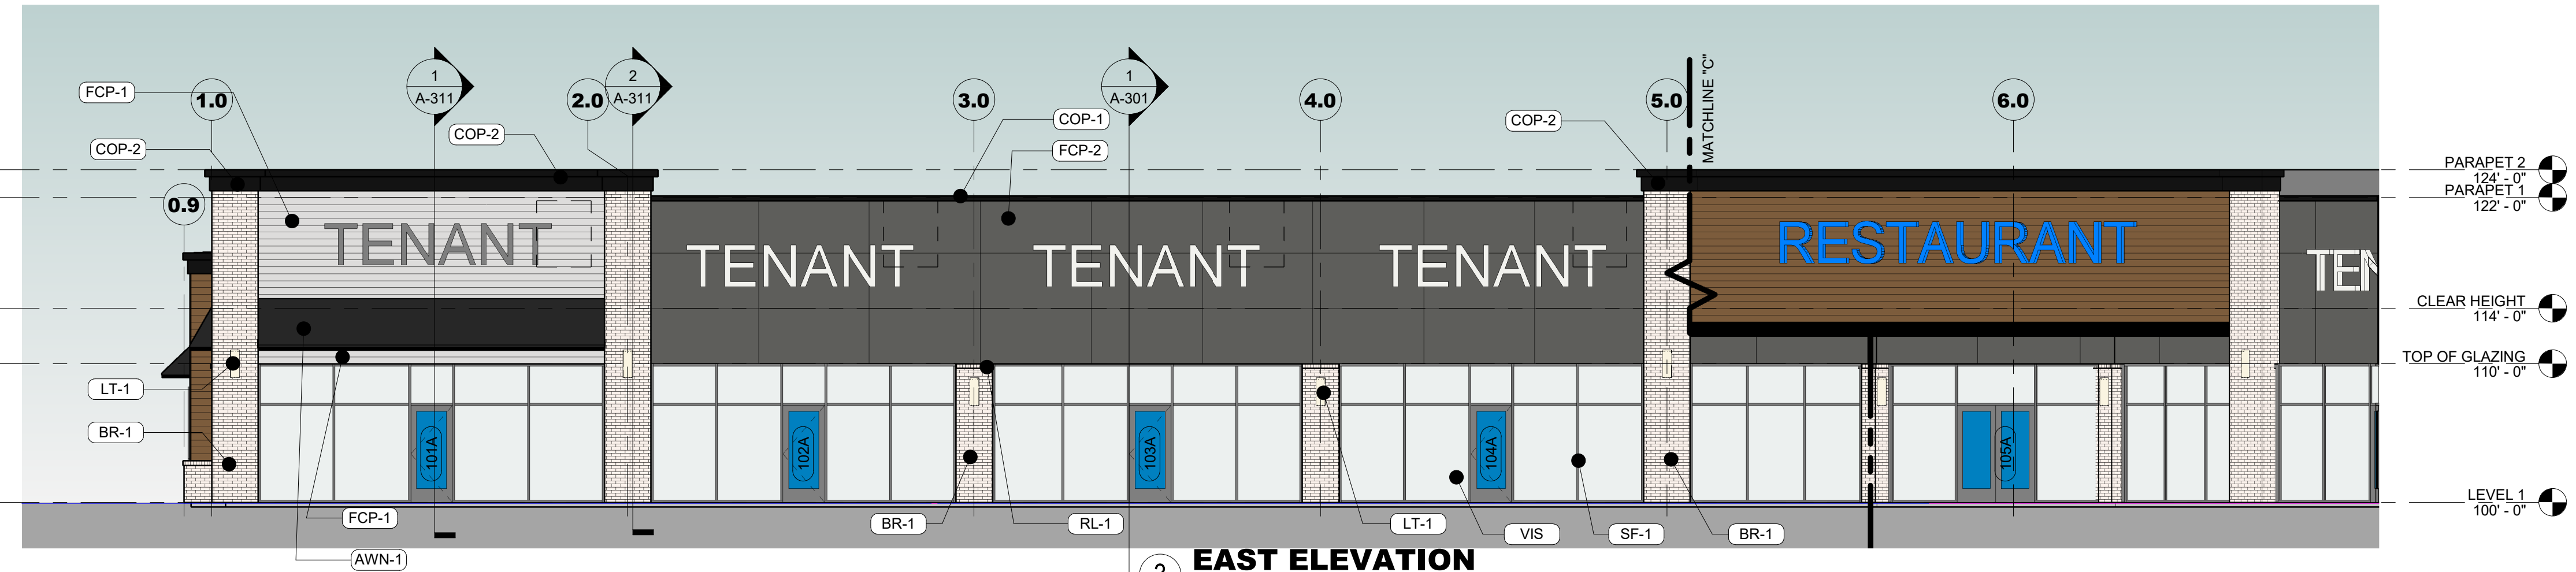 FCP-1
COP-2
1.0
0.9
1
A-311
COP-2
2.0
2
A-311
3.0
COP-1
FCP-2
1
A-301
4.0
COP-2
5.0
MATCHLINE "C"
6.0
PARAPET 2
124' - 0"
PARAPET 1
122' - 0"
CLEAR HEIGHT
114' - 0"
TOP OF GLAZING
110' - 0"
LEVEL 1
100' - 0"
TENANT
TENANT
TENANT
TENANT
RESTAURANT
TEN
LT-1
BR-1
101A
102A
103A
104A
105A
FCP-1
AWN-1
BR-1
RL-1
LT-1
VIS
SF-1
BR-1
2
EAST ELEVATION